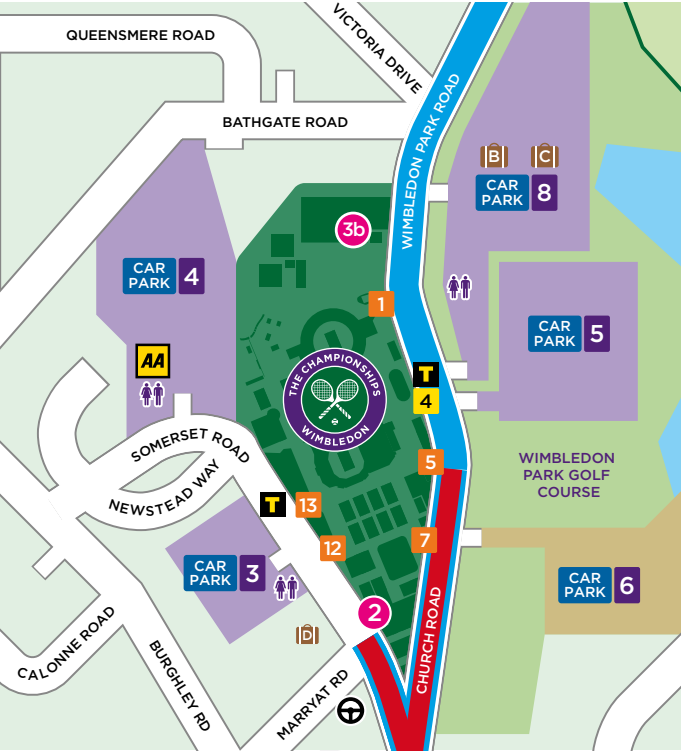 QUEENSMERE ROAD
VICTORIA DRIVE
BATHGATE ROAD
WIMBLEDON PARK ROAD
B
C
CAR
PARK
8
3b
CAR
PARK
4
1
CAR
PARK
5
AA
THE CHAMPIONSHIPS
WIMBLEDON
T
4
SOMERSET ROAD
5
WIMBLEDON
PARK GOLF
COURSE
NEWSTEAD WAY
T
13
12
7
CAR
PARK
3
CAR
PARK
6
2
D
CHURCH ROAD
CALONNE ROAD
BURGHLEY RD
MARRYAT RD